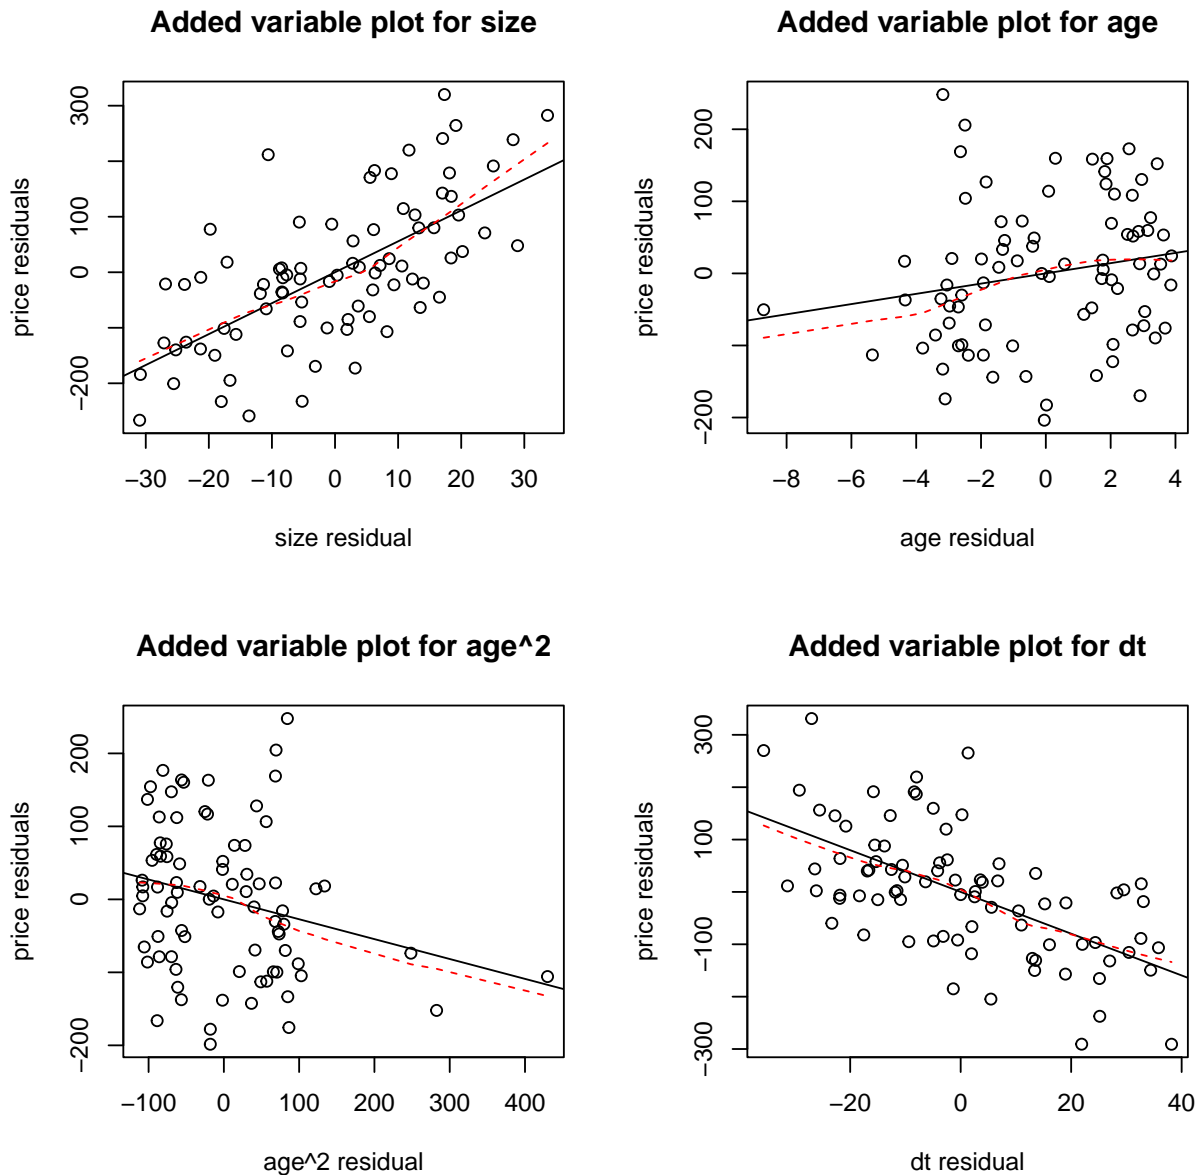 Added variable plot for size
price residuals
300
100
0
−200
−30 −20 −10 0 10 20 30
size residual
Added variable plot for age
price residuals
200
100
0
−200
−8 −6 −4 −2 0 2 4
age residual
Added variable plot for age^2
price residuals
200
100
0
−200
−100 0 100 200 300 400
age^2 residual
Added variable plot for dt
price residuals
300
100
−100
−300
−20 0 20 40
dt residual